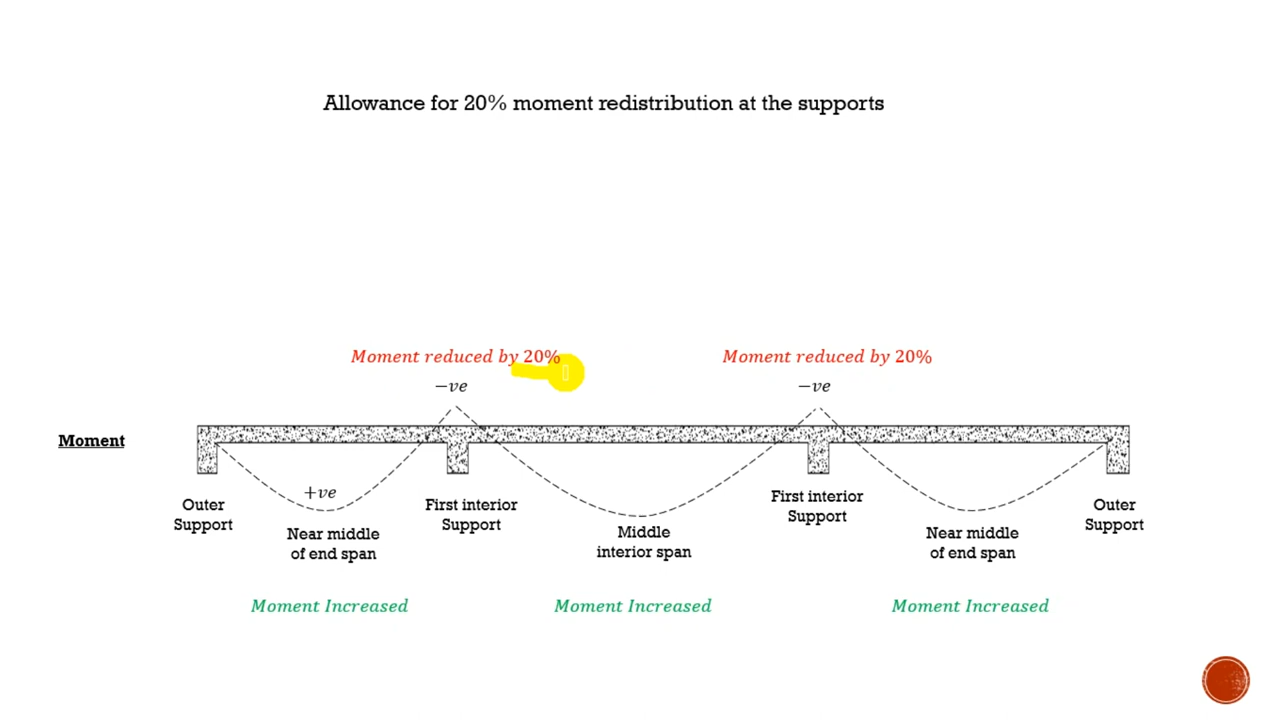 Allowance for 20% moment redistribution at the supports
Moment reduced by 20%
Moment reduced by 20%
−ve
−ve
Moment
+ve
Outer
Support
Near middle
of end span
First interior
Support
Middle
interior span
First interior
Support
Near middle
of end span
Outer
Support
Moment Increased
Moment Increased
Moment Increased